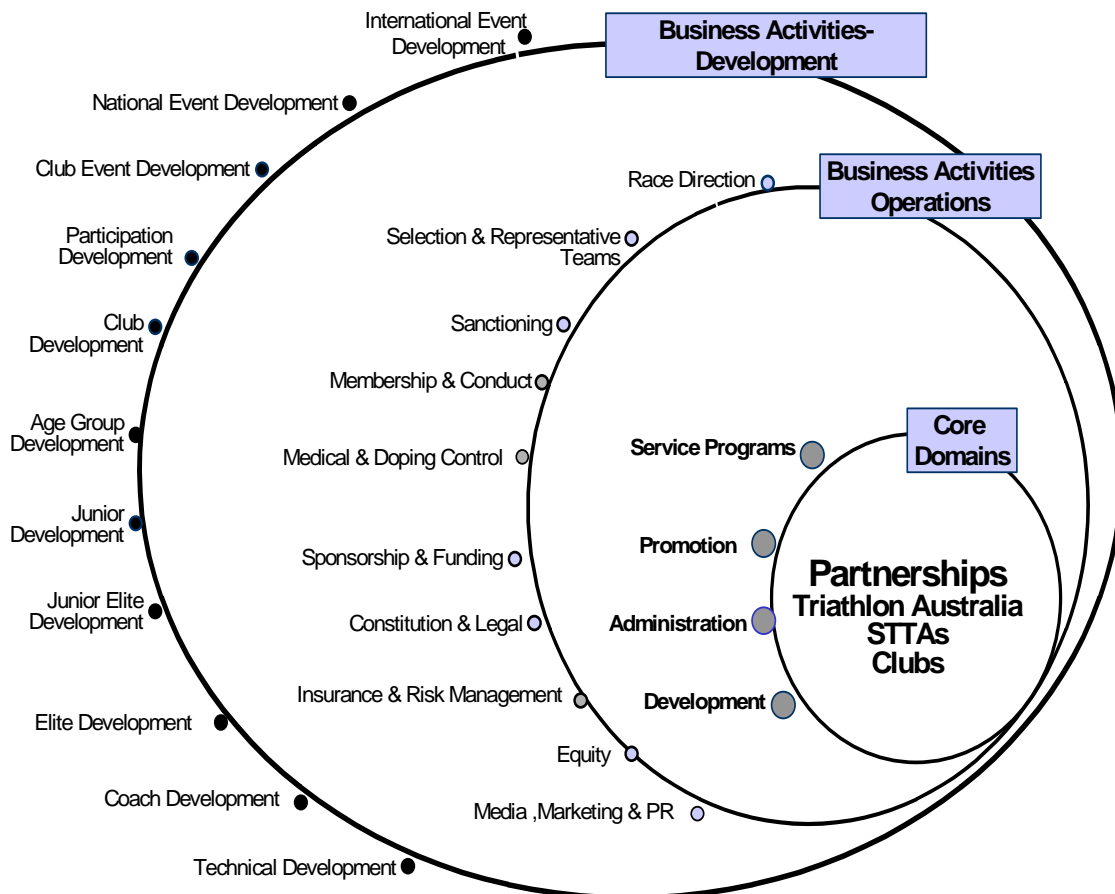 International Event
Development
Business Activities-
Development
National Event Development
Club Event Development
Race Direction
Business Activities
Operations
Participation
Development
Selection & Representative
Teams
Club
Development
Sanctioning
Membership & Conduct
Age Group
Development
Service Programs
Core
Domains
Medical & Doping Control
Junior
Development
Promotion
Sponsorship & Funding
Partnerships
Triathlon Australia
STTAs
Clubs
Junior Elite
Development
Constitution & Legal
Administration
Insurance & Risk Management
Development
Elite Development
Equity
Coach Development
Media ,Marketing & PR
Technical Development